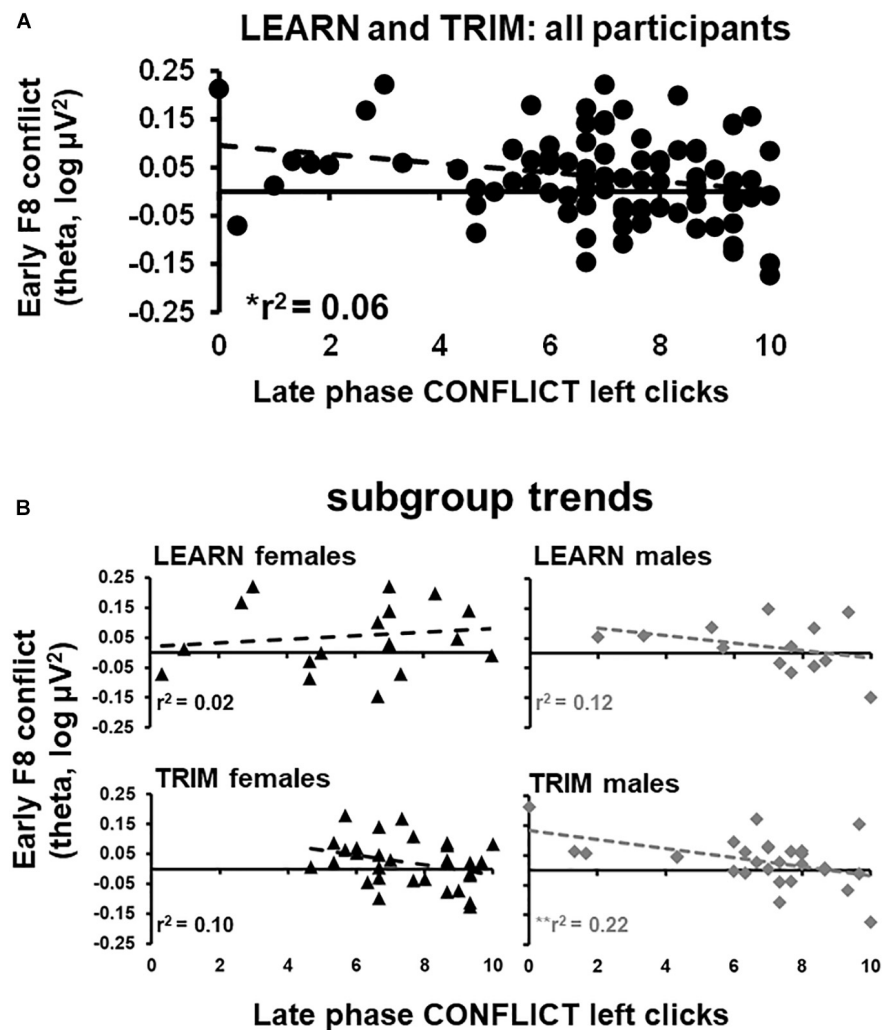 A
LEARN and TRIM: all participants
Early F8 conflict
(theta, log µV²)
0.25
0.15
0.05
-0.05
-0.15
-0.25
*r² = 0.06
0 2 4 6 8 10
Late phase CONFLICT left clicks
subgroup trends
B
Early F8 conflict
(theta, log µV²)
LEARN females
0.25
0.15
0.05
-0.05
-0.15
-0.25
r² = 0.02
LEARN males
r² = 0.12
TRIM females
0.25
0.15
0.05
-0.05
-0.15
-0.25
r² = 0.10
0 2 4 6 8 10
TRIM males
**r² = 0.22
0 2 4 6 8 10
Late phase CONFLICT left clicks